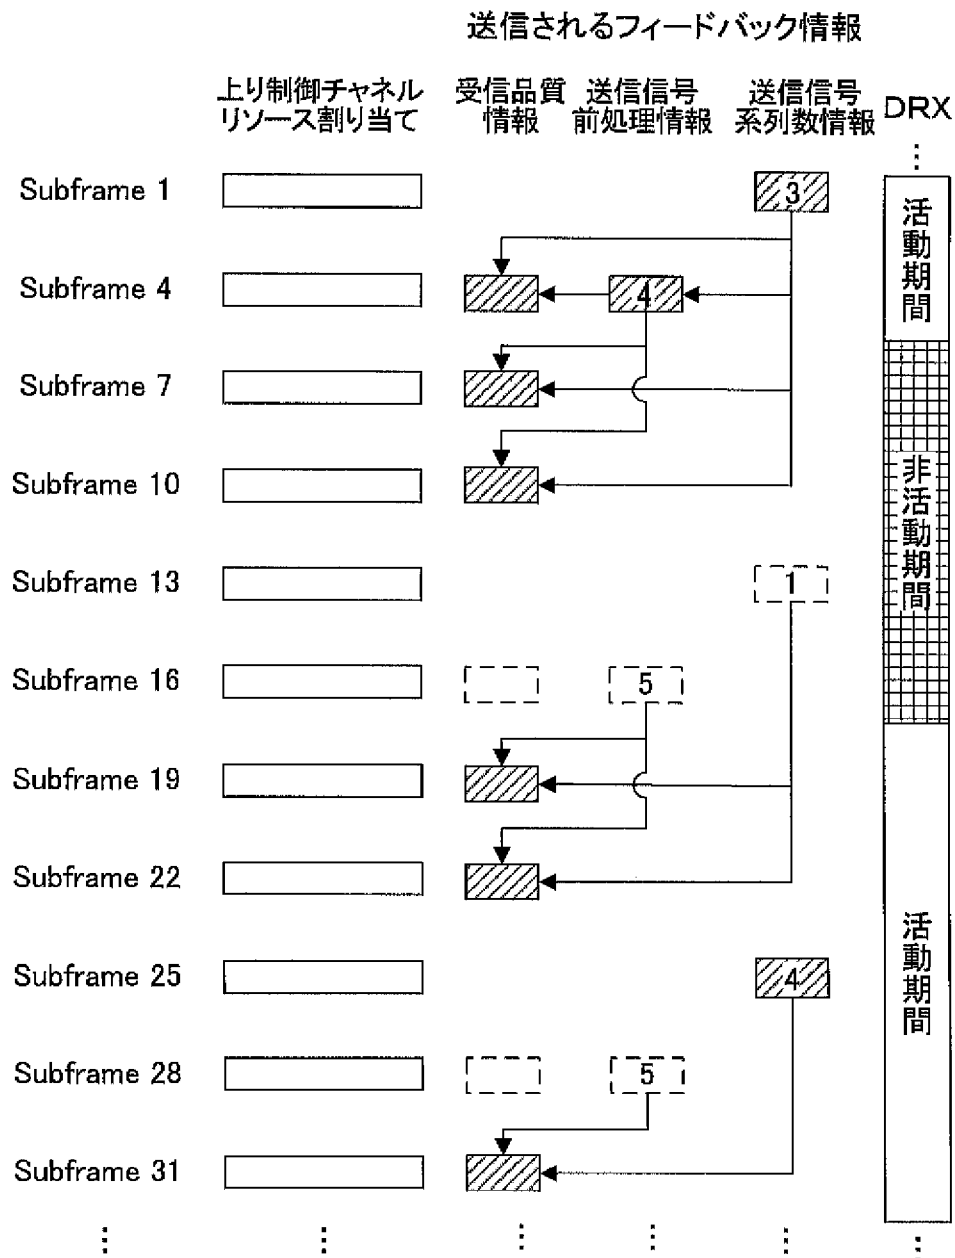 送信されるフィードバック情報
上り制御チャネル
リソース割り当て
受信品質
情報
送信信号
前処理情報
送信信号
系列数情報
DRX
Subframe 1
3
活動期間
Subframe 4
4
Subframe 7
非活動期間
Subframe 10
Subframe 13
1
Subframe 16
5
Subframe 19
Subframe 22
活動期間
Subframe 25
4
Subframe 28
5
Subframe 31